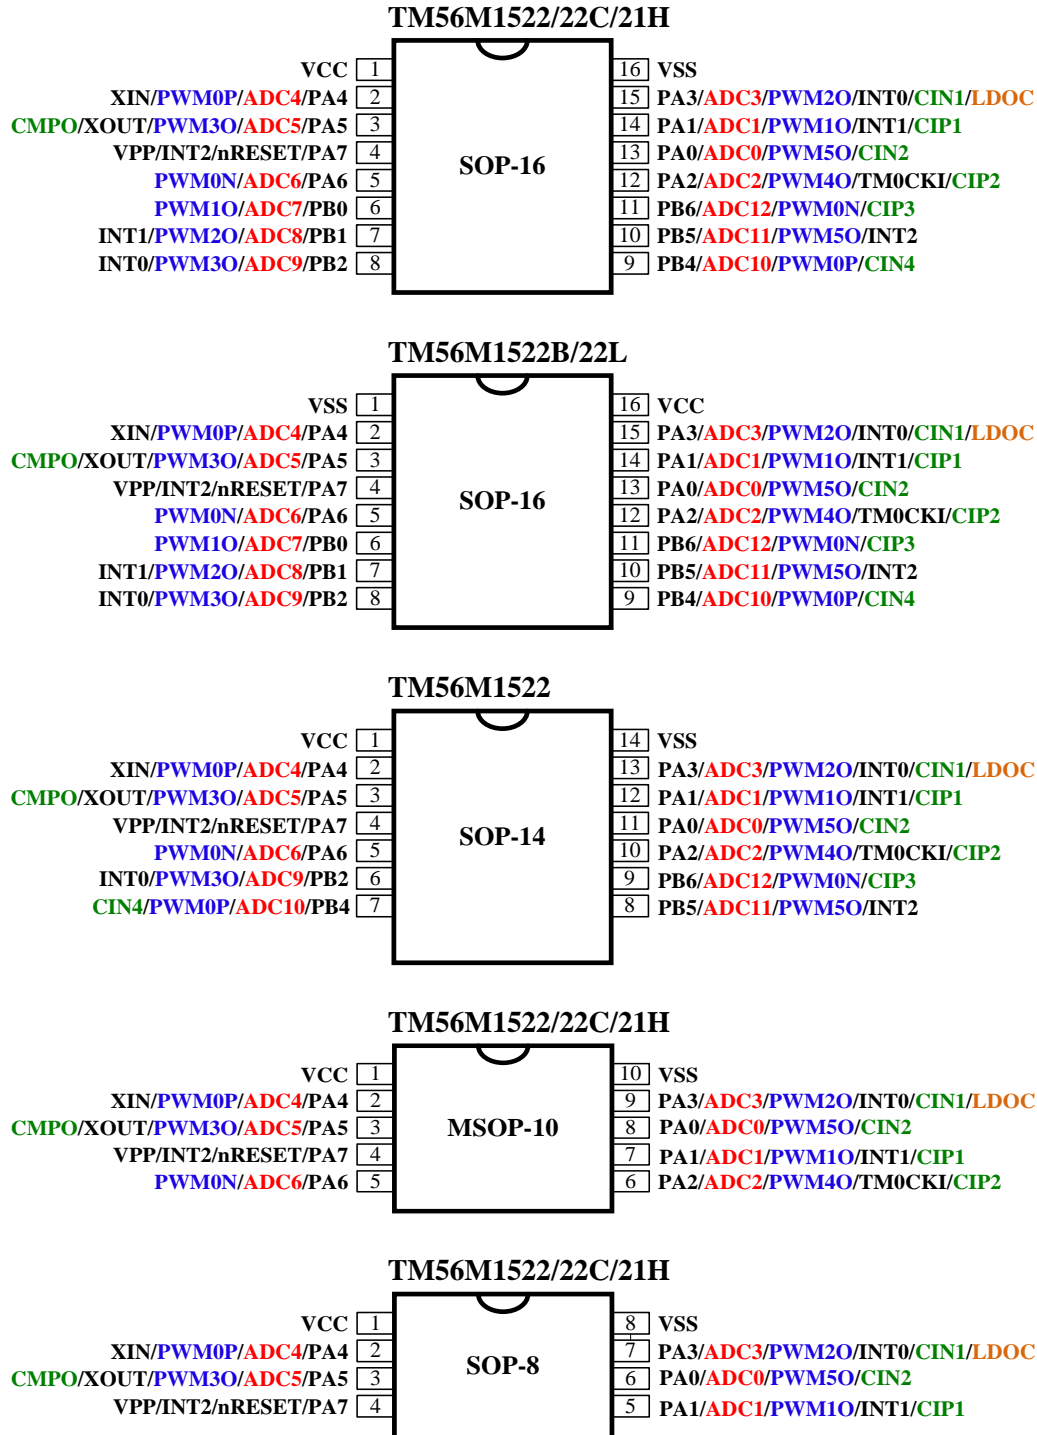 TM56M1522/22C/21H
VCC 1 16 VSS
XIN/PWM0P/ADC4/PA4 2 15 PA3/ADC3/PWM2O/INT0/CIN1/LDOC
CMPO/XOUT/PWM3O/ADC5/PA5 3 14 PA1/ADC1/PWM1O/INT1/CIP1
VPP/INT2/nRESET/PA7 4 13 PA0/ADC0/PWM5O/CIN2
SOP-16
PWM0N/ADC6/PA6 5 12 PA2/ADC2/PWM4O/TM0CKI/CIP2
PWM1O/ADC7/PB0 6 11 PB6/ADC12/PWM0N/CIP3
INT1/PWM2O/ADC8/PB1 7 10 PB5/ADC11/PWM5O/INT2
INT0/PWM3O/ADC9/PB2 8 9 PB4/ADC10/PWM0P/CIN4
TM56M1522B/22L
VSS 1 16 VCC
XIN/PWM0P/ADC4/PA4 2 15 PA3/ADC3/PWM2O/INT0/CIN1/LDOC
CMPO/XOUT/PWM3O/ADC5/PA5 3 14 PA1/ADC1/PWM1O/INT1/CIP1
VPP/INT2/nRESET/PA7 4 13 PA0/ADC0/PWM5O/CIN2
SOP-16
PWM0N/ADC6/PA6 5 12 PA2/ADC2/PWM4O/TM0CKI/CIP2
PWM1O/ADC7/PB0 6 11 PB6/ADC12/PWM0N/CIP3
INT1/PWM2O/ADC8/PB1 7 10 PB5/ADC11/PWM5O/INT2
INT0/PWM3O/ADC9/PB2 8 9 PB4/ADC10/PWM0P/CIN4
TM56M1522
VCC 1 14 VSS
XIN/PWM0P/ADC4/PA4 2 13 PA3/ADC3/PWM2O/INT0/CIN1/LDOC
CMPO/XOUT/PWM3O/ADC5/PA5 3 12 PA1/ADC1/PWM1O/INT1/CIP1
VPP/INT2/nRESET/PA7 4 11 PA0/ADC0/PWM5O/CIN2
SOP-14
PWM0N/ADC6/PA6 5 10 PA2/ADC2/PWM4O/TM0CKI/CIP2
INT0/PWM3O/ADC9/PB2 6 9 PB6/ADC12/PWM0N/CIP3
CIN4/PWM0P/ADC10/PB4 7 8 PB5/ADC11/PWM5O/INT2
TM56M1522/22C/21H
VCC 1 10 VSS
XIN/PWM0P/ADC4/PA4 2 9 PA3/ADC3/PWM2O/INT0/CIN1/LDOC
CMPO/XOUT/PWM3O/ADC5/PA5 3 MSOP-10 8 PA0/ADC0/PWM5O/CIN2
VPP/INT2/nRESET/PA7 4 7 PA1/ADC1/PWM1O/INT1/CIP1
PWM0N/ADC6/PA6 5 6 PA2/ADC2/PWM4O/TM0CKI/CIP2
TM56M1522/22C/21H
VCC 1 8 VSS
XIN/PWM0P/ADC4/PA4 2 7 PA3/ADC3/PWM2O/INT0/CIN1/LDOC
SOP-8
CMPO/XOUT/PWM3O/ADC5/PA5 3 6 PA0/ADC0/PWM5O/CIN2
VPP/INT2/nRESET/PA7 4 5 PA1/ADC1/PWM1O/INT1/CIP1